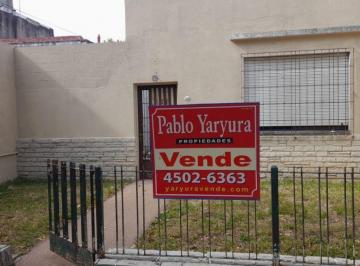 Pablo Yaryura
PROPIEDADES
Vende
4502-6363
yaryuravende.com